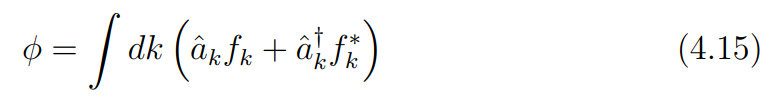 ϕ = ∫ dk (â_k f_k + â_k^† f_k^*) (4.15)